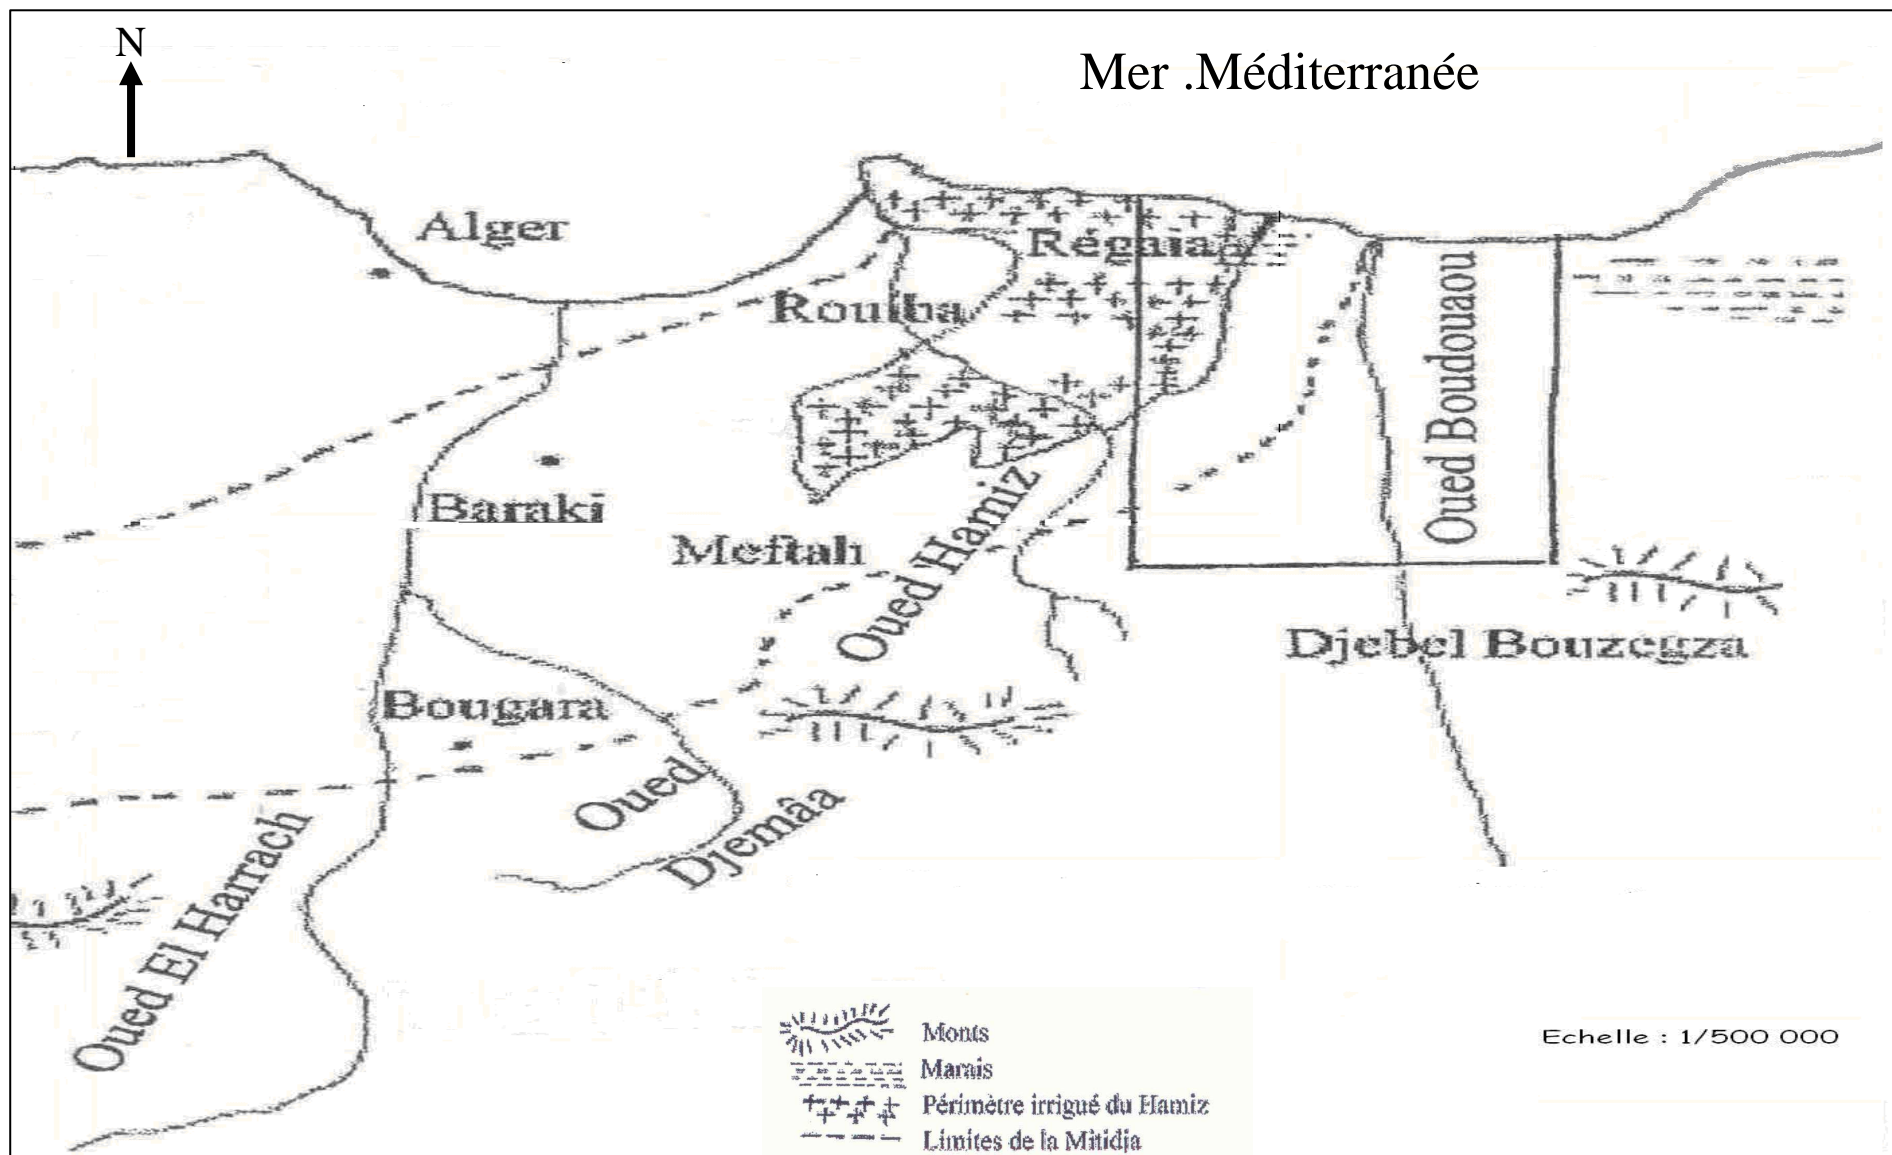 N
Mer .Méditerranée
Alger
Régaia
Rouiba
Oued Boudouaou
Baraki
Meftah
Oued Hamiz
Djebel Bouzegza
Bougara
Oued
Djemâa
Oued El Harrach
Monts
Marais
Périmètre irrigué du Hamiz
Limites de la Mitidja
Echelle : 1/500 000